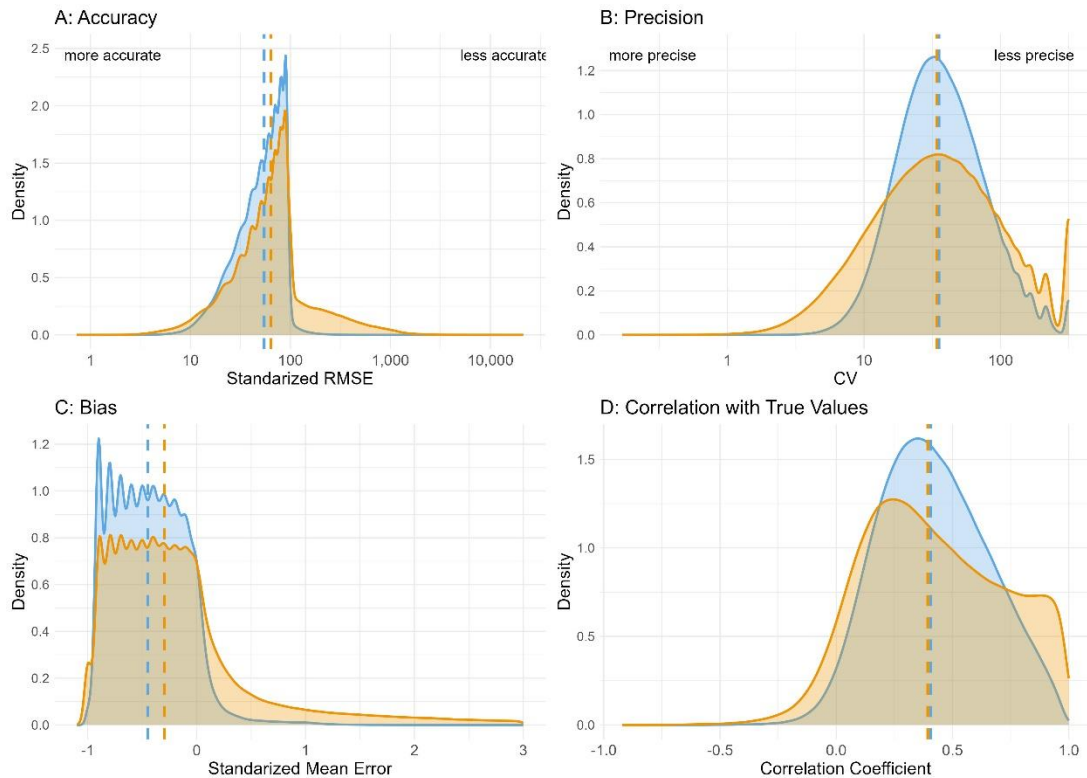 A: Accuracy
more accurate
less accurate
2.5
2.0
1.5
1.0
0.5
0.0
Density
1
10
100
1,000
10,000
Standarized RMSE
B: Precision
more precise
less precise
1.2
1.0
0.8
0.6
0.4
0.2
0.0
Density
1
10
100
CV
C: Bias
1.2
1.0
0.8
0.6
0.4
0.2
0.0
Density
-1
0
1
2
3
Standarized Mean Error
D: Correlation with True Values
1.5
1.0
0.5
0.0
Density
-1.0
-0.5
0.0
0.5
1.0
Correlation Coefficient